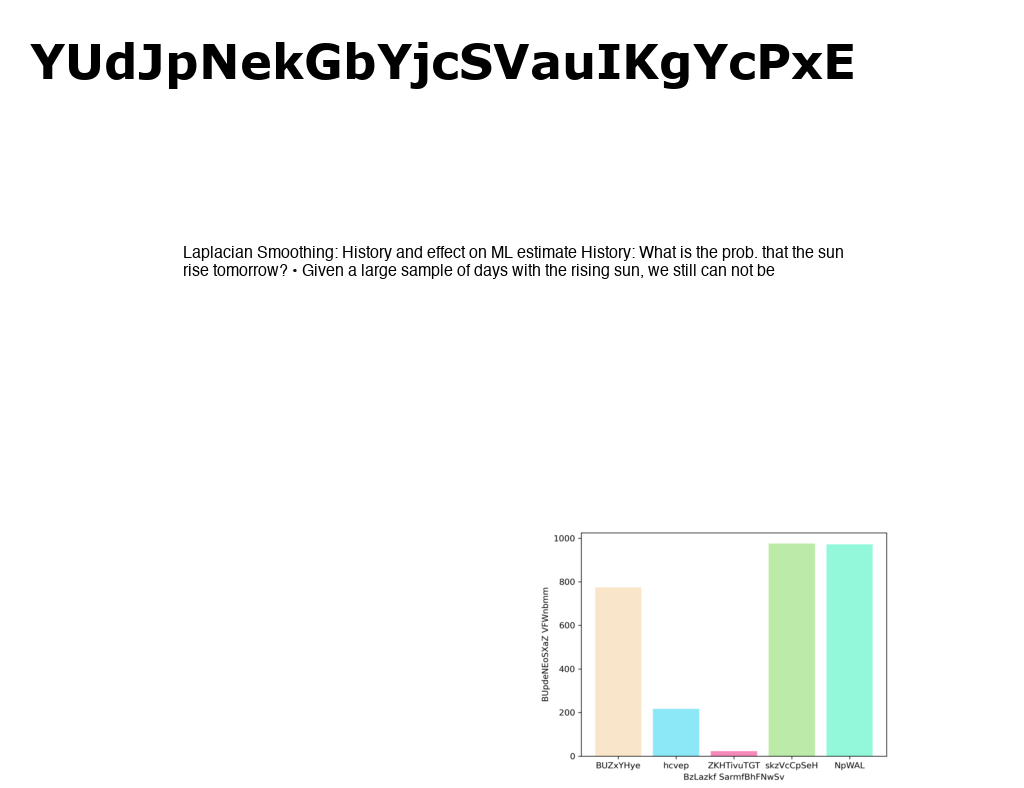 YUdJpNekGbYjcSVauIKgYcPxE
Laplacian Smoothing: History and effect on ML estimate History: What is the prob. that the sun
rise tomorrow? • Given a large sample of days with the rising sun, we still can not be
1000
800
600
400
200
0
BUpdeNEoSXaZ VFWnbmm
BUZxYHye hcvep ZKHTivuTGT skzVcCpSeH NpWAL
BzLazkf SarmfBhFNwSv